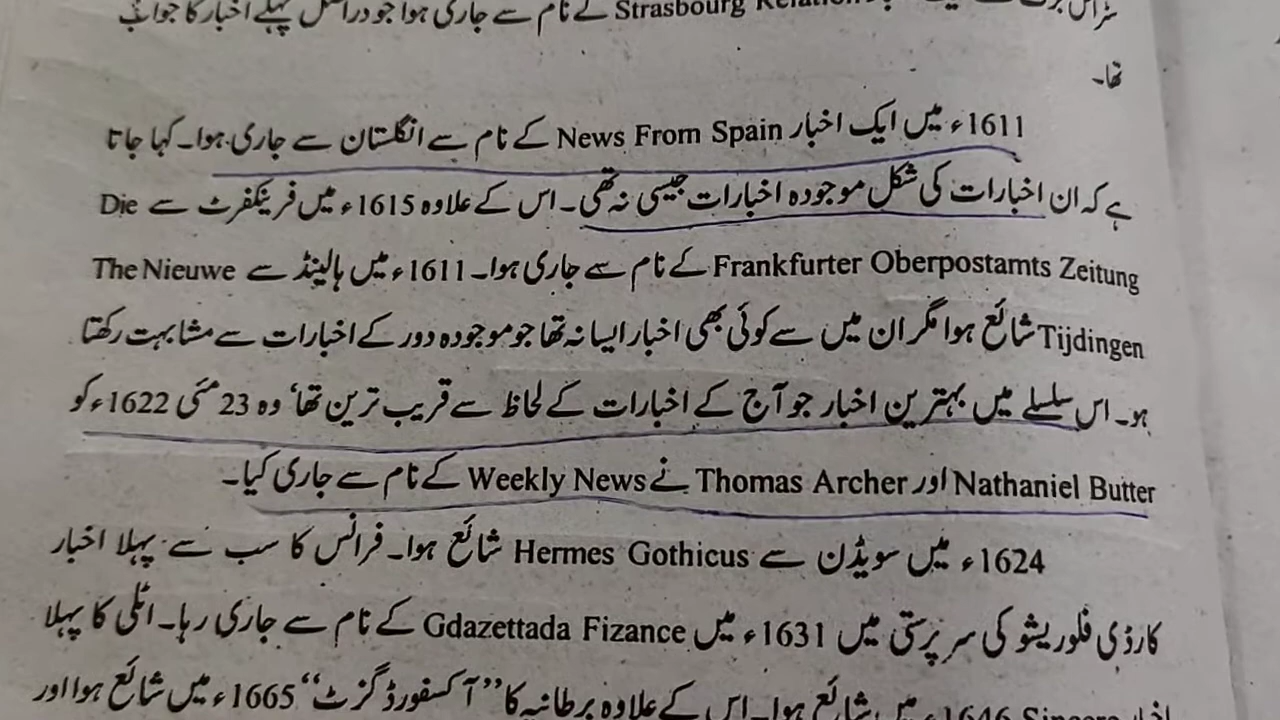 Strasbourg Relation کے نام سے جاری ہوا جو دراصل پہلے اخبار کا جواب
تھا۔
1611ء میں ایک اخبار News From Spain کے نام سے انگلستان سے جاری ہوا۔ کہا جاتا
ہے کہ ان اخبارات کی شکل موجودہ اخبارات جیسی نہ تھی۔ اس کے علاوہ 1615ء میں فرینکفرٹ سے Die
Frankfurter Oberpostamts Zeitung کے نام سے جاری ہوا۔ 1611ء میں ہالینڈ سے The Nieuwe
Tijdingen شائع ہوا مگر ان میں سے کوئی بھی اخبار ایسا نہ تھا جو موجودہ دور کے اخبارات سے مشابہت رکھتا
ہو۔ اس سلسلے میں بہترین اخبار جو آج کے اخبارات کے لحاظ سے قریب ترین تھا' وہ 23 مئی 1622ء کو
Nathaniel Butter اور Thomas Archer نے Weekly News کے نام سے جاری کیا۔
1624ء میں سویڈن سے Hermes Gothicus شائع ہوا۔ فرانس کا سب سے پہلا اخبار
کارڈی فلوریشو کی سرپرستی میں 1631ء میں Gdazettada Fizance کے نام سے جاری رہا۔ اٹلی کا پہلا
اخبار Sincero 1646ء میں شائع ہوا۔ اس کے علاوہ برطانیہ کا "آکسفورڈ گزٹ" 1665ء میں شائع ہوا اور